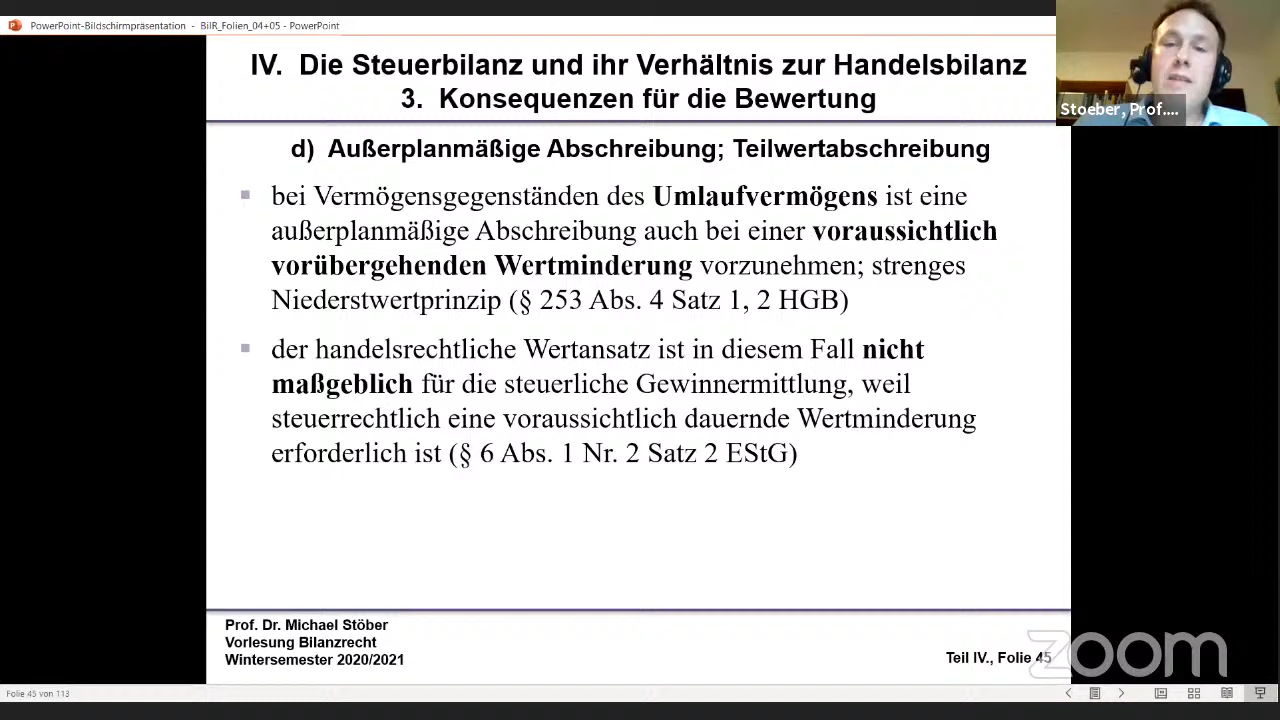 PowerPoint-Bildschirmpräsentation - BilR_Folien_04+05 - PowerPoint
IV. Die Steuerbilanz und ihr Verhältnis zur Handelsbilanz
3. Konsequenzen für die Bewertung
Stoeber, Prof....
d) Außerplanmäßige Abschreibung; Teilwertabschreibung
bei Vermögensgegenständen des Umlaufvermögens ist eine
außerplanmäßige Abschreibung auch bei einer voraussichtlich
vorübergehenden Wertminderung vorzunehmen; strenges
Niederstwertprinzip (§ 253 Abs. 4 Satz 1, 2 HGB)
der handelsrechtliche Wertansatz ist in diesem Fall nicht
maßgeblich für die steuerliche Gewinnermittlung, weil
steuerrechtlich eine voraussichtlich dauernde Wertminderung
erforderlich ist (§ 6 Abs. 1 Nr. 2 Satz 2 EStG)
Prof. Dr. Michael Stöber
Vorlesung Bilanzrecht
Wintersemester 2020/2021
Teil IV., Folie 45
zoom
Folie 45 von 113